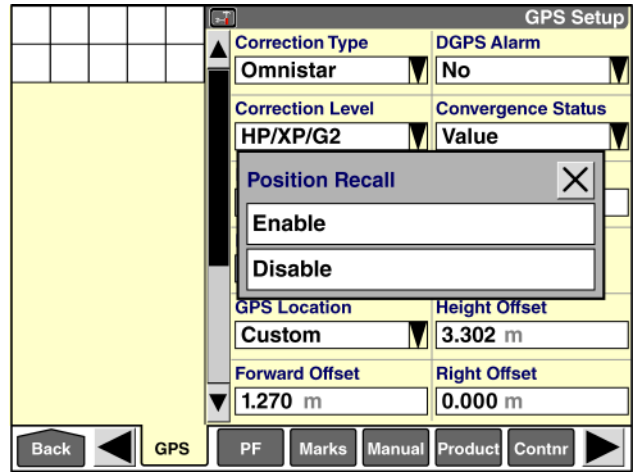 GPS Setup
Correction Type DGPS Alarm
Omnistar No
Correction Level Convergence Status
HP/XP/G2 Value
Position Recall
Enable
Disable
GPS Location Height Offset
Custom 3.302 m
Forward Offset Right Offset
1.270 m 0.000 m
Back GPS PF Marks Manual Product Contnr